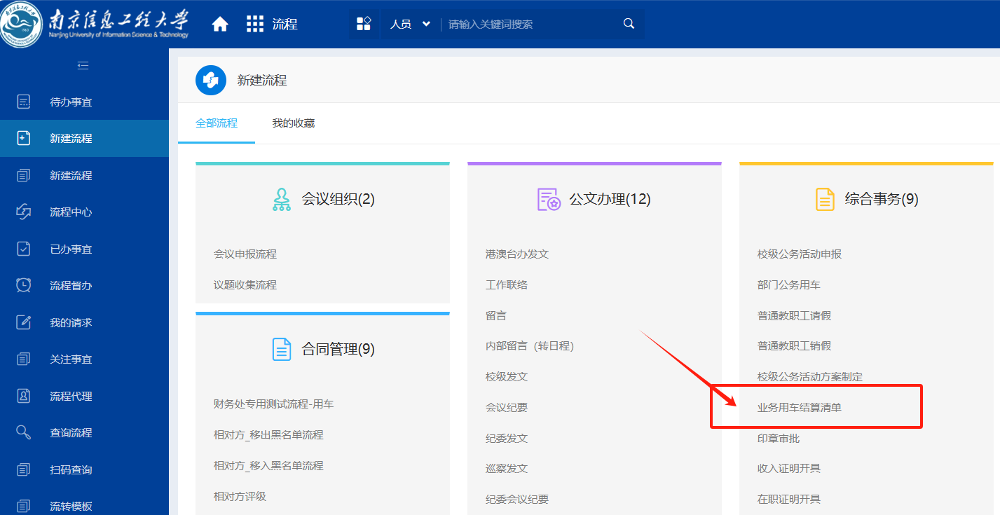 南京信息工程大学
Nanjing University of Information Science & Technology
流程
人员
请输入关键词搜索
待办事宜
新建流程
新建流程
流程中心
已办事宜
流程督办
我的请求
关注事宜
流程代理
查询流程
扫码查询
流转模板
新建流程
全部流程
我的收藏
会议组织(2)
会议申报流程
议题收集流程
合同管理(9)
财务处专用测试流程-用车
相对方_移出黑名单流程
相对方_移入黑名单流程
相对方评级
公文办理(12)
港澳台办发文
工作联络
留言
内部留言（转日程）
校级发文
会议纪要
纪委发文
巡察发文
纪委会议纪要
综合事务(9)
校级公务活动申报
部门公务用车
普通教职工请假
普通教职工销假
校级公务活动方案制定
业务用车结算清单
印章审批
收入证明开具
在职证明开具